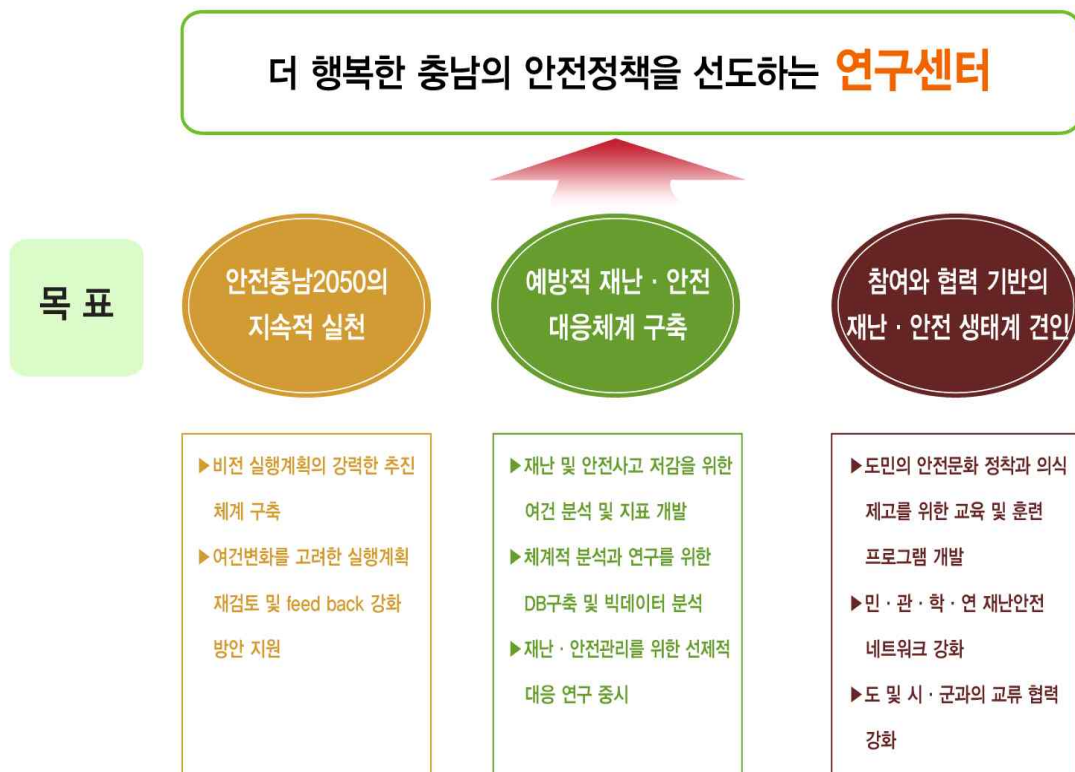 더 행복한 충남의 안전정책을 선도하는 연구센터
목 표
안전충남2050의
지속적 실천
예방적 재난 · 안전
대응체계 구축
참여와 협력 기반의
재난 · 안전 생태계 견인
▶비전 실행계획의 강력한 추진
체계 구축
▶여건변화를 고려한 실행계획
재검토 및 feed back 강화
방안 지원
▶재난 및 안전사고 저감을 위한
여건 분석 및 지표 개발
▶체계적 분석과 연구를 위한
DB구축 및 빅데이터 분석
▶재난 · 안전관리를 위한 선제적
대응 연구 중시
▶도민의 안전문화 정착과 의식
제고를 위한 교육 및 훈련
프로그램 개발
▶민 · 관 · 학 · 연 재난안전
네트워크 강화
▶도 및 시 · 군과의 교류 협력
강화